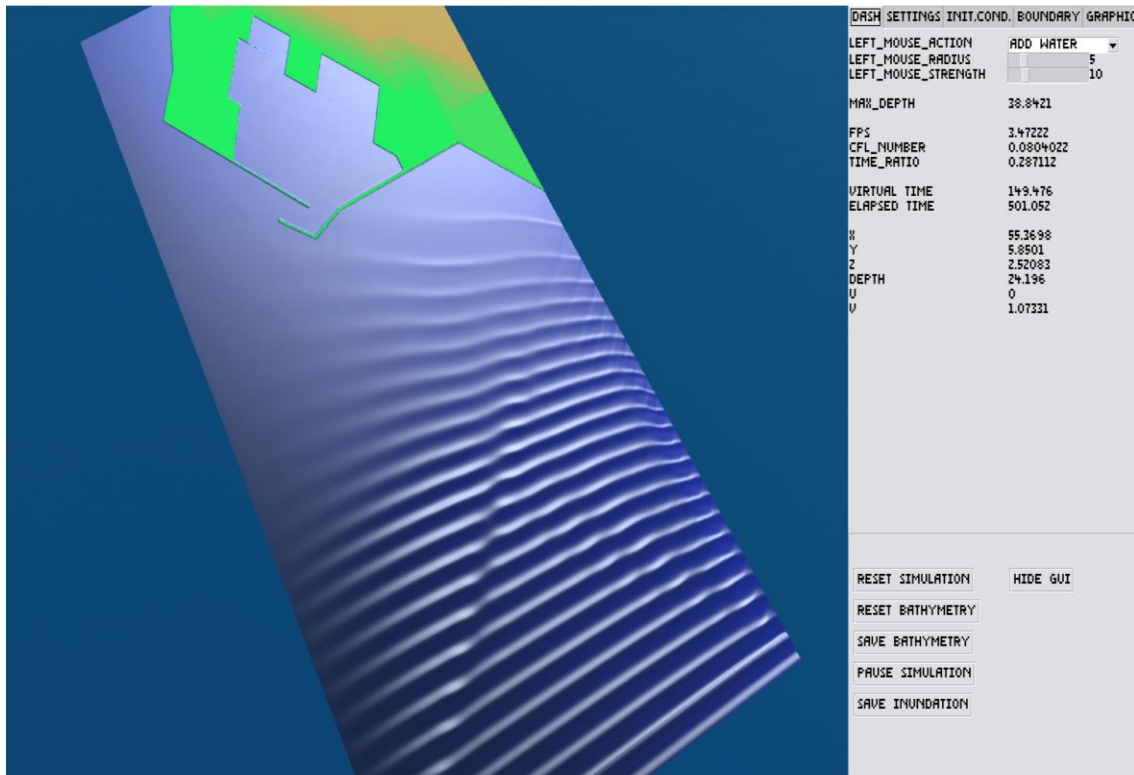 DASH SETTINGS INIT.COND. BOUNDARY GRAPHIC
LEFT_MOUSE_ACTION ADD WATER
LEFT_MOUSE_RADIUS 5
LEFT_MOUSE_STRENGTH 10
MAX_DEPTH 38.8421
FPS 3.47222
CFL_NUMBER 0.0804022
TIME_RATIO 0.287112
VIRTUAL TIME 149.476
ELAPSED TIME 501.052
X 55.3698
Y 5.8501
Z 2.52083
DEPTH 24.196
U 0
V 1.07331
RESET SIMULATION HIDE GUI
RESET BATHYMETRY
SAVE BATHYMETRY
PAUSE SIMULATION
SAVE INUNDATION